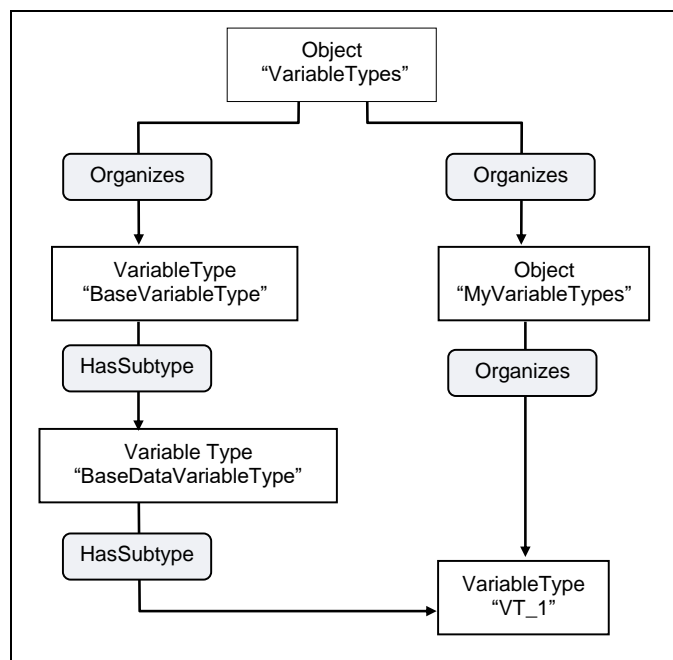 Object
“VariableTypes”
Organizes
Organizes
VariableType
“BaseVariableType”
Object
“MyVariableTypes”
HasSubtype
Organizes
Variable Type
“BaseDataVariableType”
HasSubtype
VariableType
“VT_1”